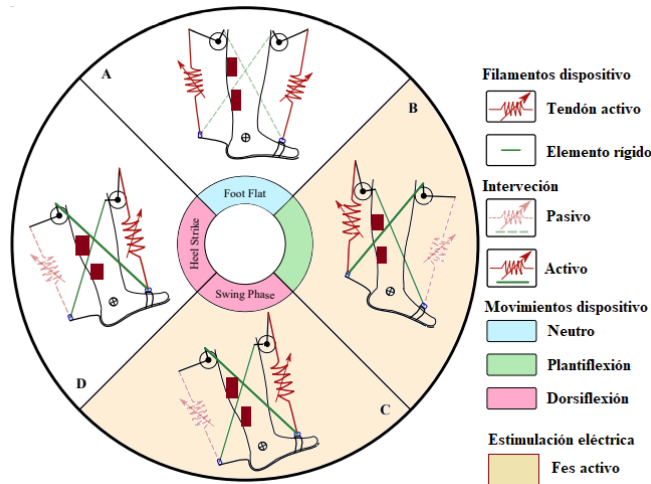 A
B
Foot Flat
Heel Strike
Swing Phase
D
C
Filamentos dispositivo
Tendón activo
Elemento rígido
Interveción
Pasivo
Activo
Movimientos dispositivo
Neutro
Plantiflexión
Dorsiflexión
Estimulación eléctrica
Fes activo